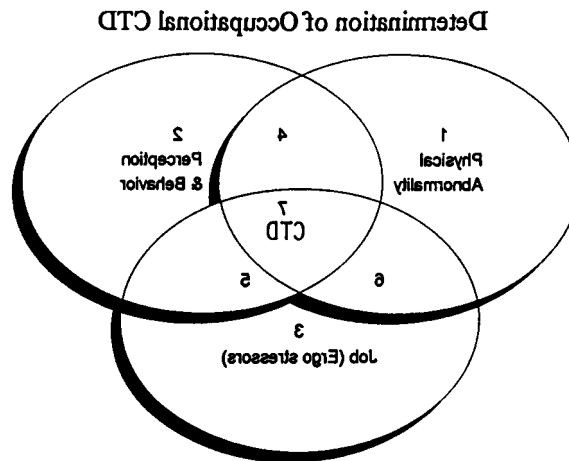 Determination of Occupational CTD
1
Physical
Abnormality
4
2
Perception
& Behavior
7
CTD
6
5
3
Job (Ergo stressors)